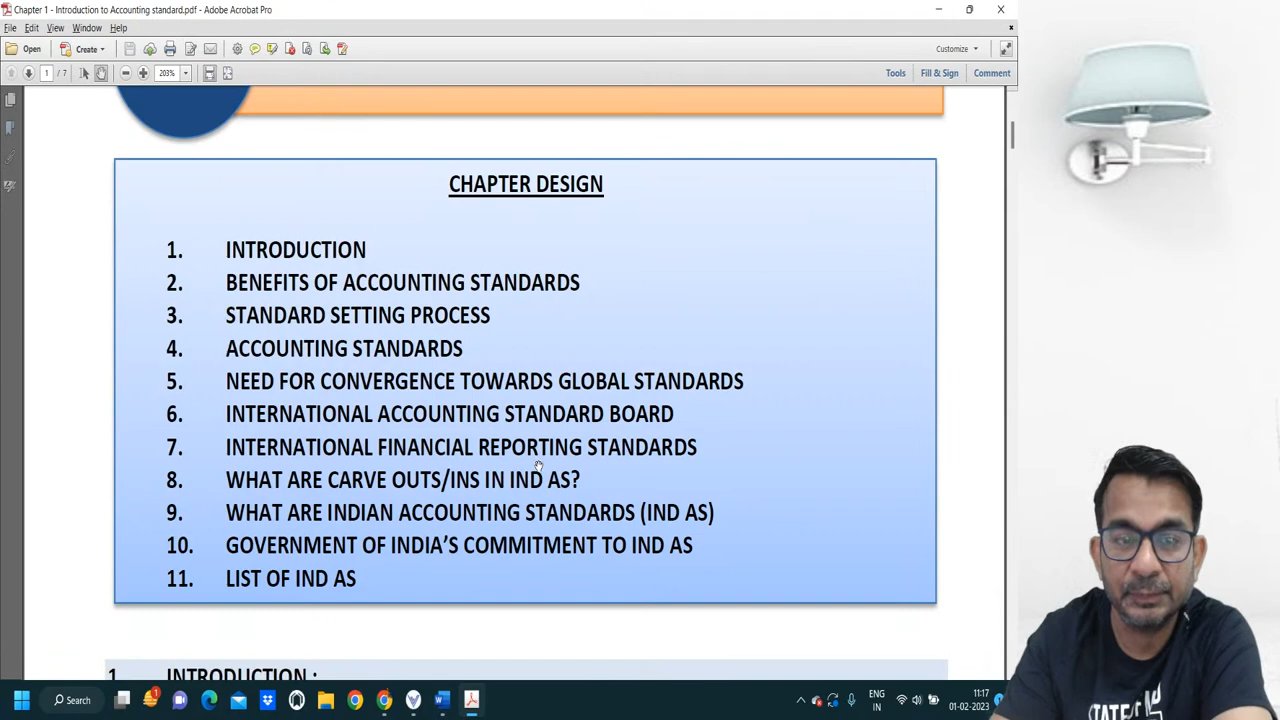 Chapter 1 - Introduction to Accounting standard.pdf - Adobe Acrobat Pro
File Edit View Window Help
Open Create Customize
1 / 7 203% Tools Fill & Sign Comment
CHAPTER DESIGN
1. INTRODUCTION
2. BENEFITS OF ACCOUNTING STANDARDS
3. STANDARD SETTING PROCESS
4. ACCOUNTING STANDARDS
5. NEED FOR CONVERGENCE TOWARDS GLOBAL STANDARDS
6. INTERNATIONAL ACCOUNTING STANDARD BOARD
7. INTERNATIONAL FINANCIAL REPORTING STANDARDS
8. WHAT ARE CARVE OUTS/INS IN IND AS?
9. WHAT ARE INDIAN ACCOUNTING STANDARDS (IND AS)
10. GOVERNMENT OF INDIA'S COMMITMENT TO IND AS
11. LIST OF IND AS
1. INTRODUCTION :
Search
ENG
IN
11:17
01-02-2023